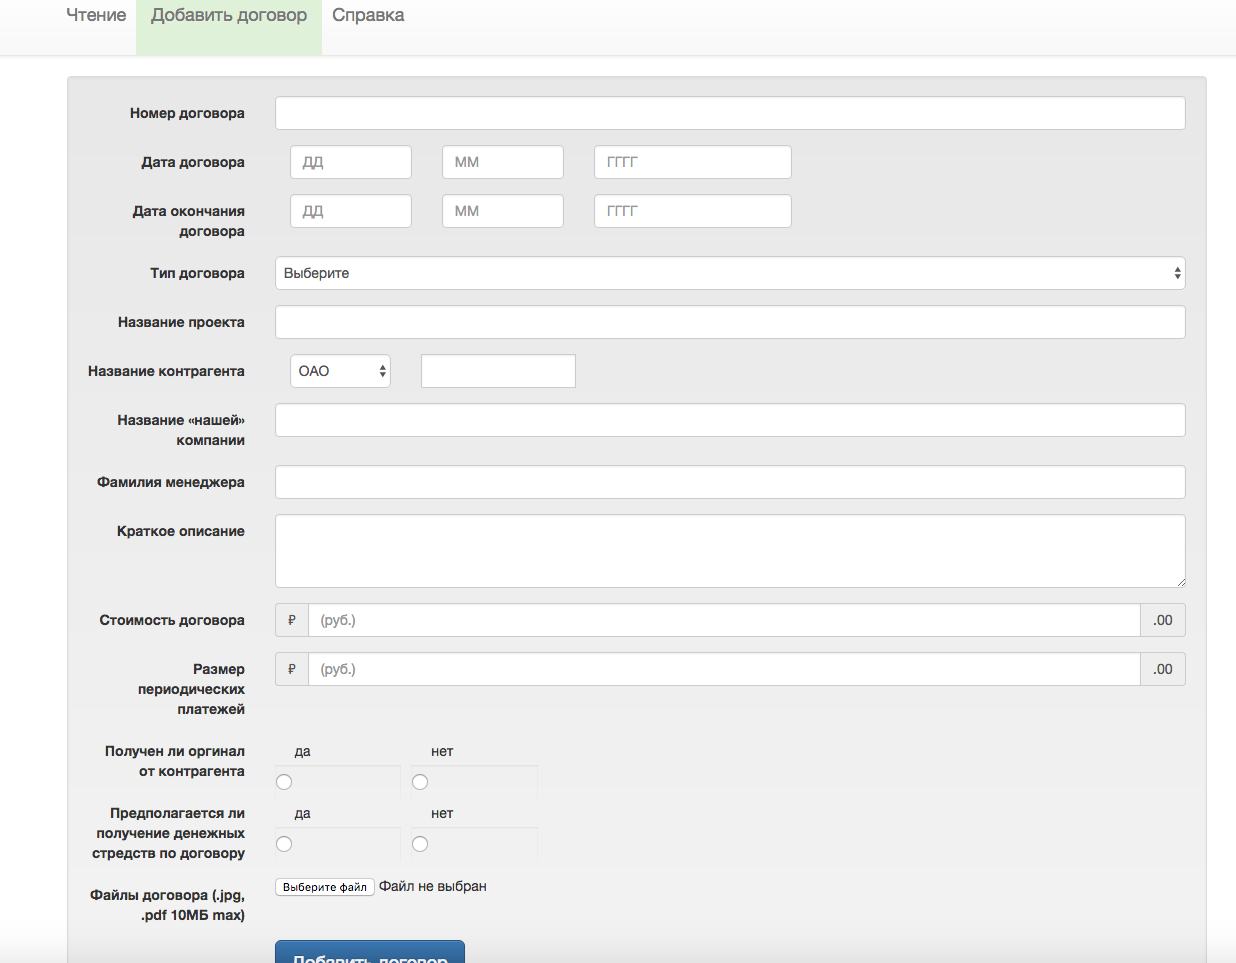 Чтение Добавить договор Справка
Номер договора
Дата договора ДД ММ ГГГГ
Дата окончания ДД ММ ГГГГ
договора
Тип договора Выберите
Название проекта
Название контрагента ОАО
Название «нашей»
компании
Фамилия менеджера
Краткое описание
Стоимость договора ₽ (руб.) .00
Размер ₽ (руб.) .00
периодических
платежей
Получен ли оргинал да нет
от контрагента
Предполагается ли да нет
получение денежных
стредств по договору
Файлы договора (.jpg, Выберите файл Файл не выбран
.pdf 10МБ max)
Добавить договор